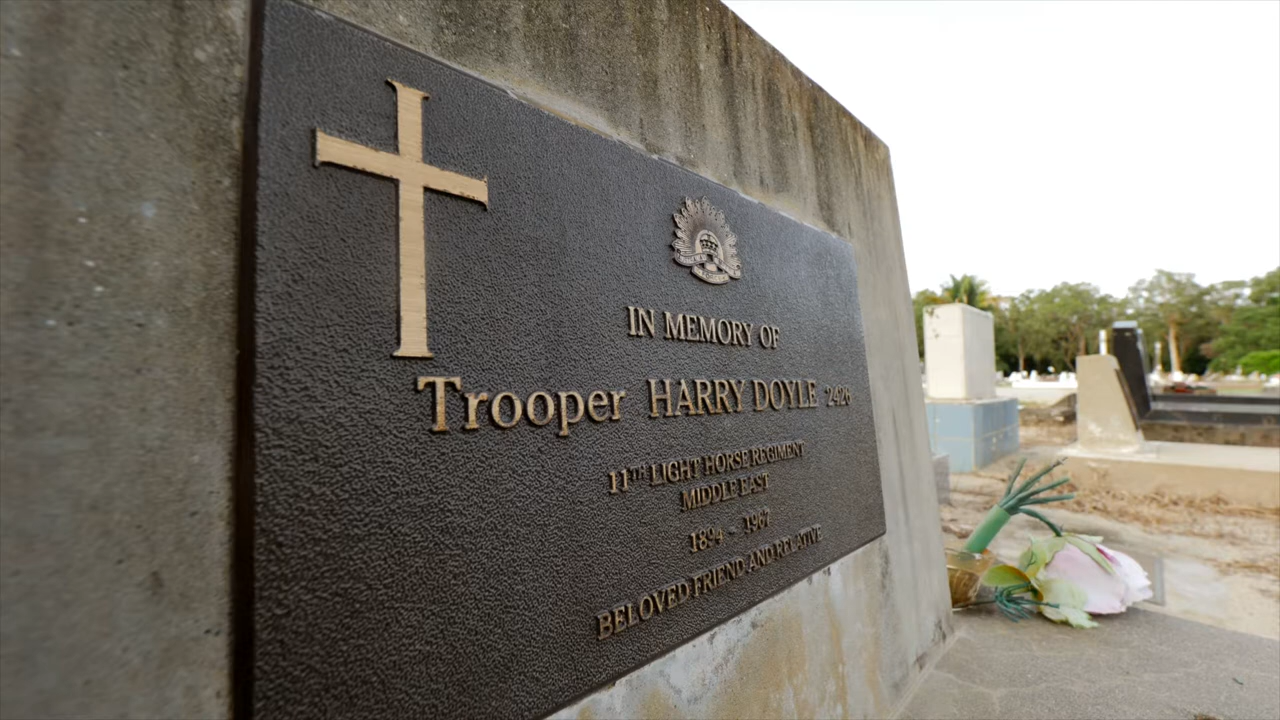 IN MEMORY OF
Trooper HARRY DOYLE 2426
11TH LIGHT HORSE REGIMENT
MIDDLE EAST
1894 - 1967
BELOVED FRIEND AND RELATIVE